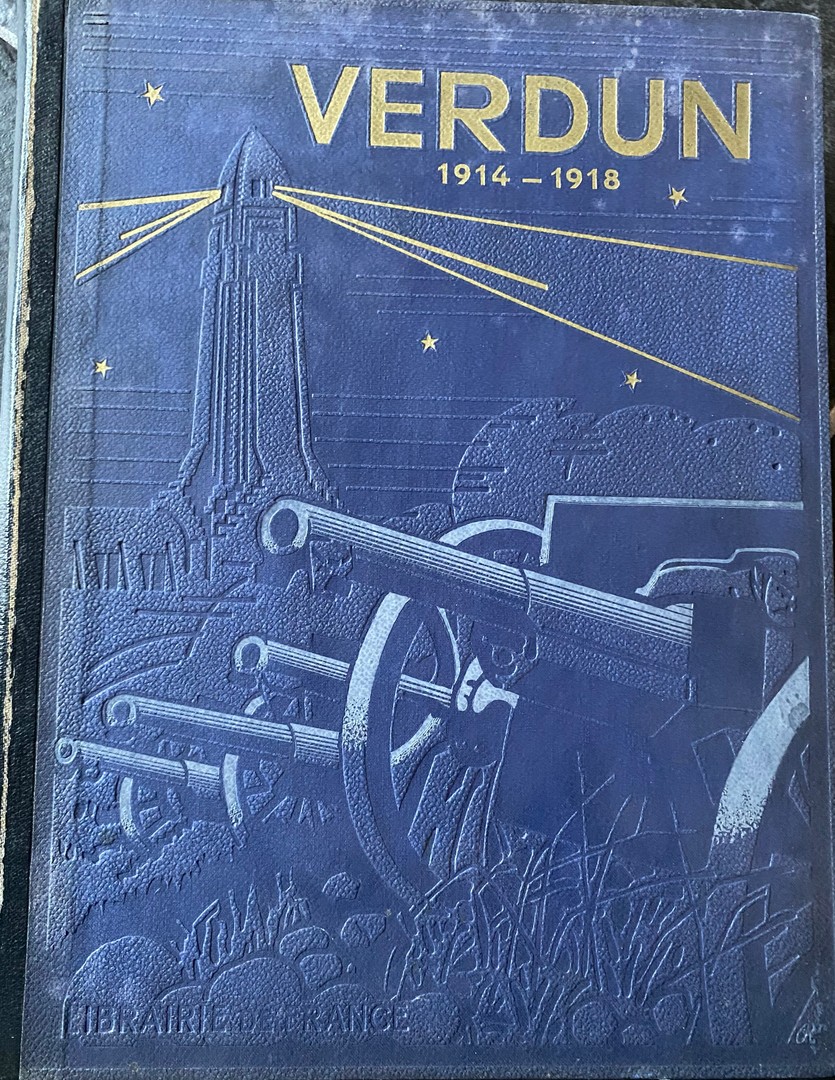 VERDUN
1914 – 1918
LIBRAIRIE DE FRANCE